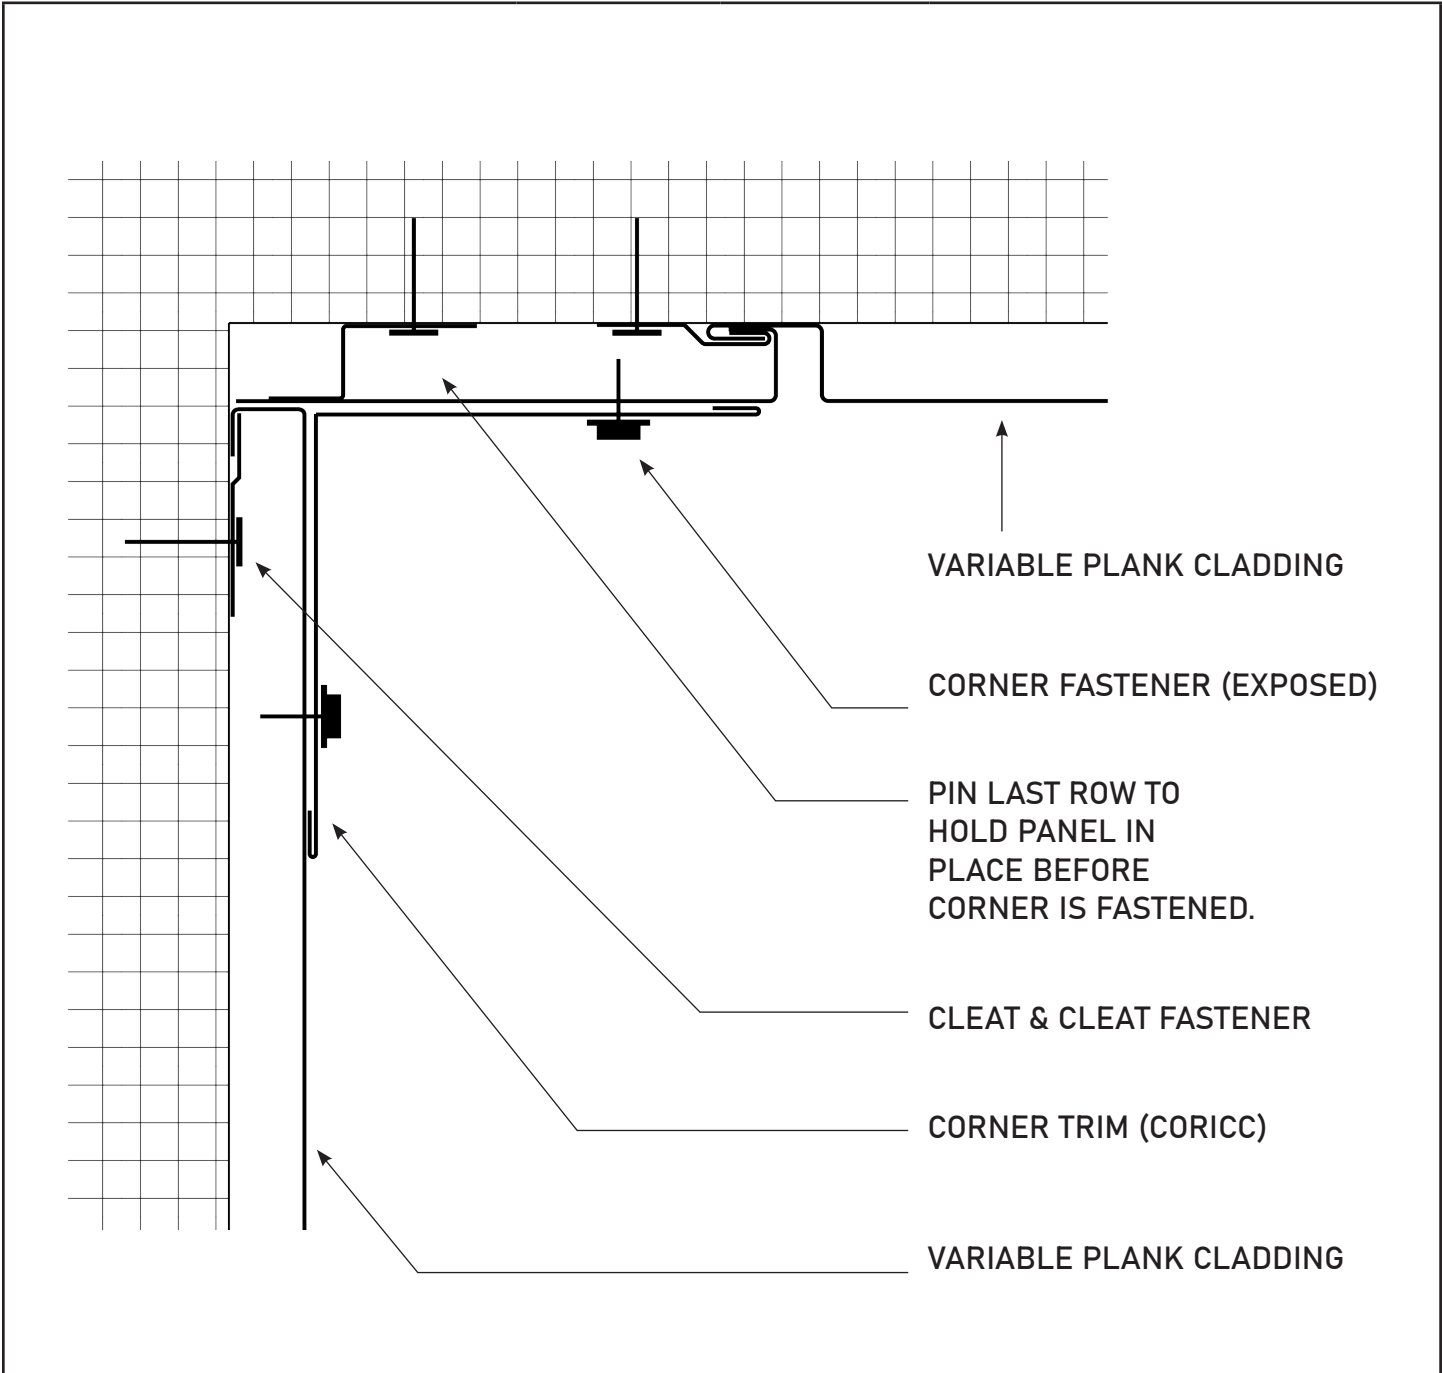 VARIABLE PLANK CLADDING
CORNER FASTENER (EXPOSED)
PIN LAST ROW TO
HOLD PANEL IN
PLACE BEFORE
CORNER IS FASTENED.
CLEAT & CLEAT FASTENER
CORNER TRIM (CORICC)
VARIABLE PLANK CLADDING